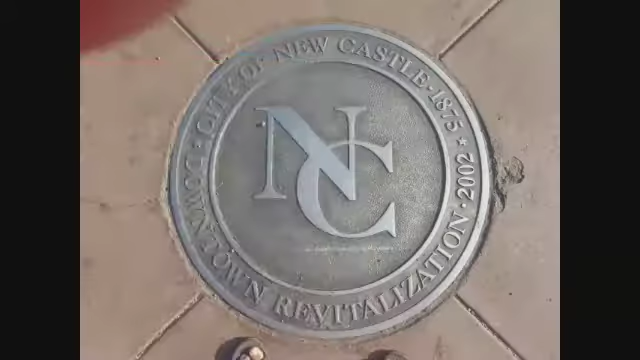 CITY OF NEW CASTLE · 1875 ★ 2002 · DOWNTOWN REVITALIZATION
NC